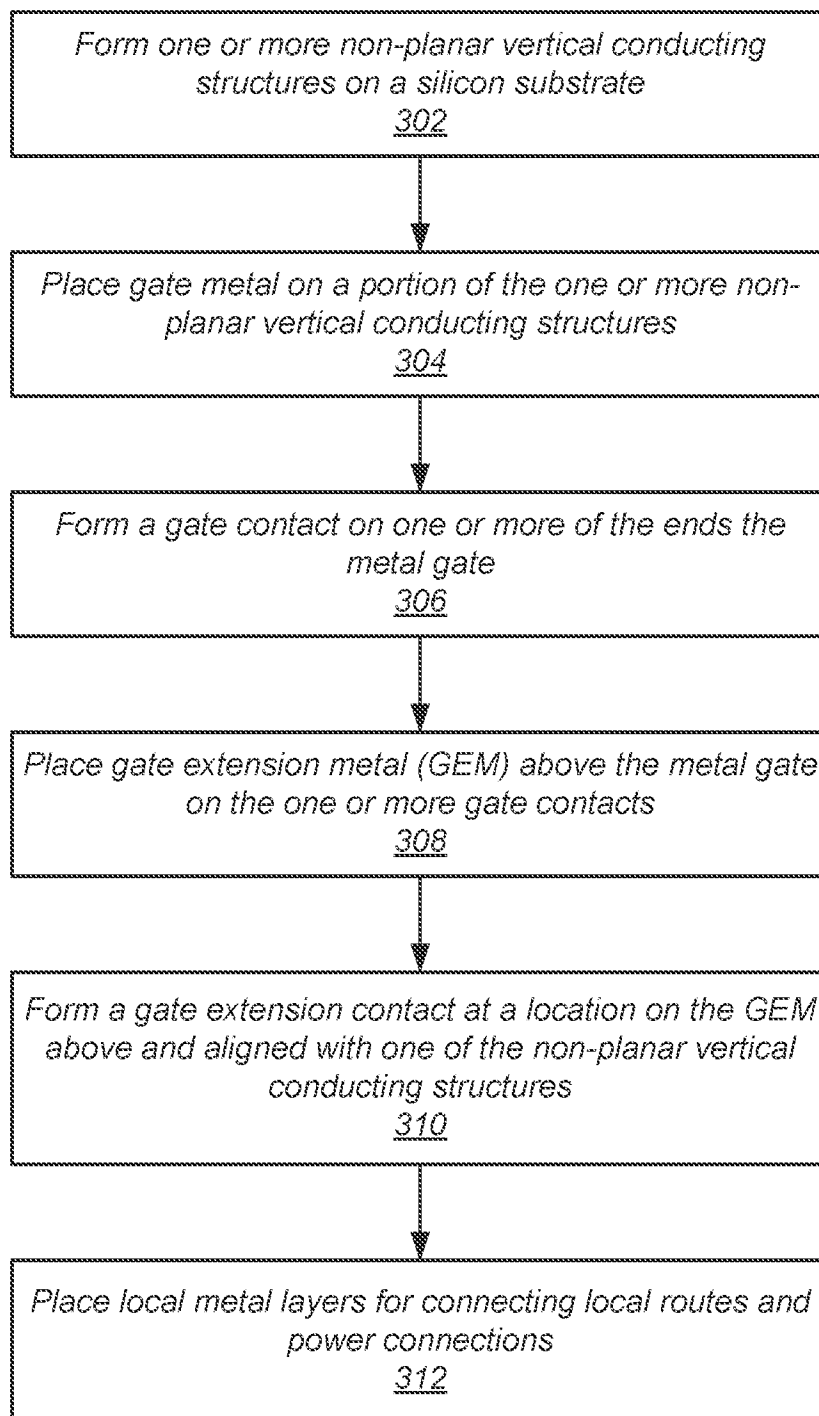 Form one or more non-planar vertical conducting
structures on a silicon substrate
302
Place gate metal on a portion of the one or more non-
planar vertical conducting structures
304
Form a gate contact on one or more of the ends the
metal gate
306
Place gate extension metal (GEM) above the metal gate
on the one or more gate contacts
308
Form a gate extension contact at a location on the GEM
above and aligned with one of the non-planar vertical
conducting structures
310
Place local metal layers for connecting local routes and
power connections
312